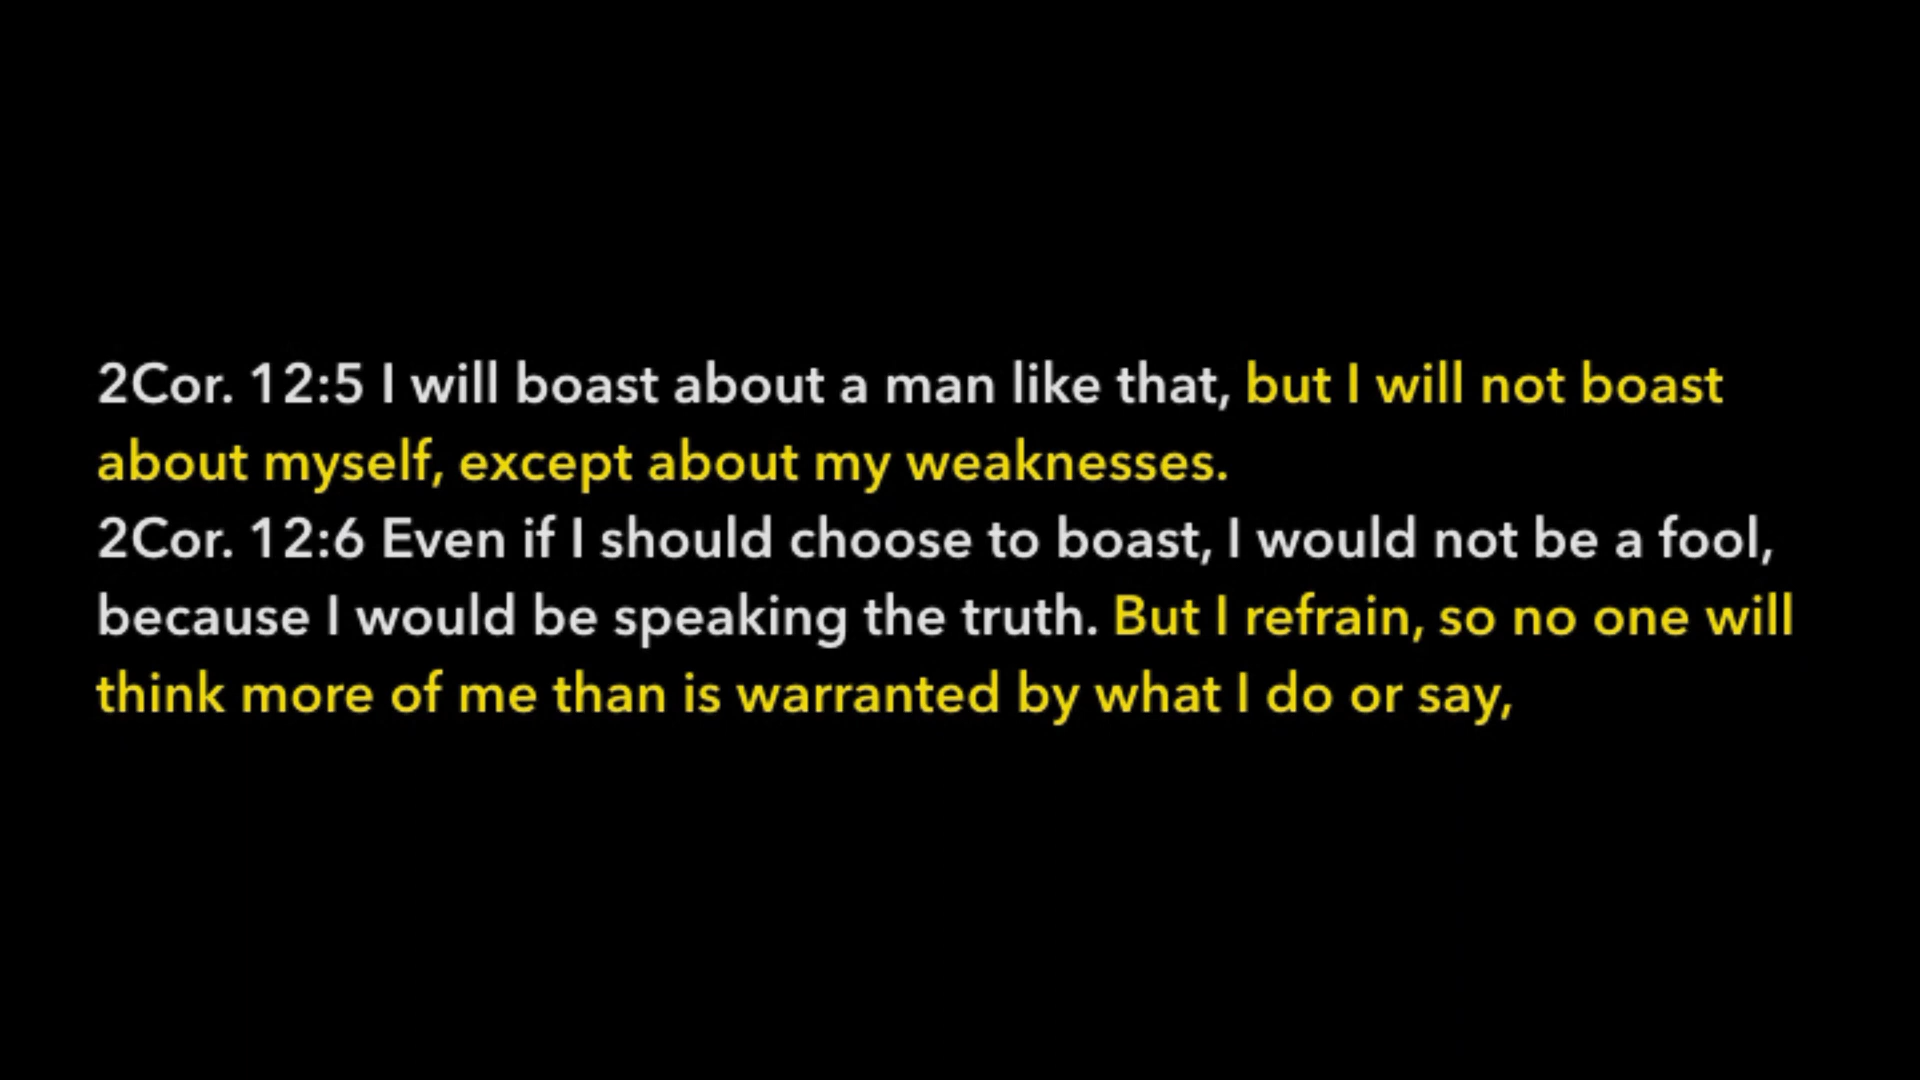 2Cor. 12:5 I will boast about a man like that, but I will not boast
about myself, except about my weaknesses.
2Cor. 12:6 Even if I should choose to boast, I would not be a fool,
because I would be speaking the truth. But I refrain, so no one will
think more of me than is warranted by what I do or say,